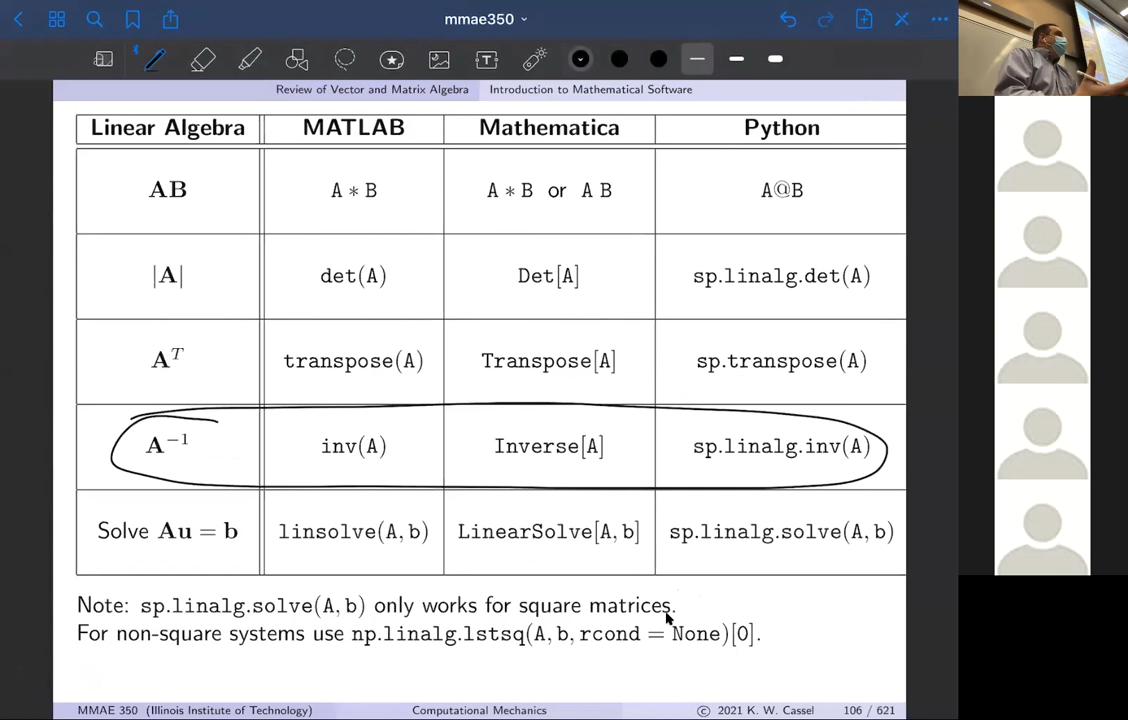 mmae350
Review of Vector and Matrix Algebra Introduction to Mathematical Software
Linear Algebra MATLAB Mathematica Python
AB A ∗ B A ∗ B or A B A@B
|A| det(A) Det[A] sp.linalg.det(A)
A^T transpose(A) Transpose[A] sp.transpose(A)
A^−1 inv(A) Inverse[A] sp.linalg.inv(A)
Solve Au = b linsolve(A, b) LinearSolve[A, b] sp.linalg.solve(A, b)
Note: sp.linalg.solve(A, b) only works for square matrices.
For non-square systems use np.linalg.lstsq(A, b, rcond = None)[0].
MMAE 350 (Illinois Institute of Technology) Computational Mechanics © 2021 K. W. Cassel 106 / 621